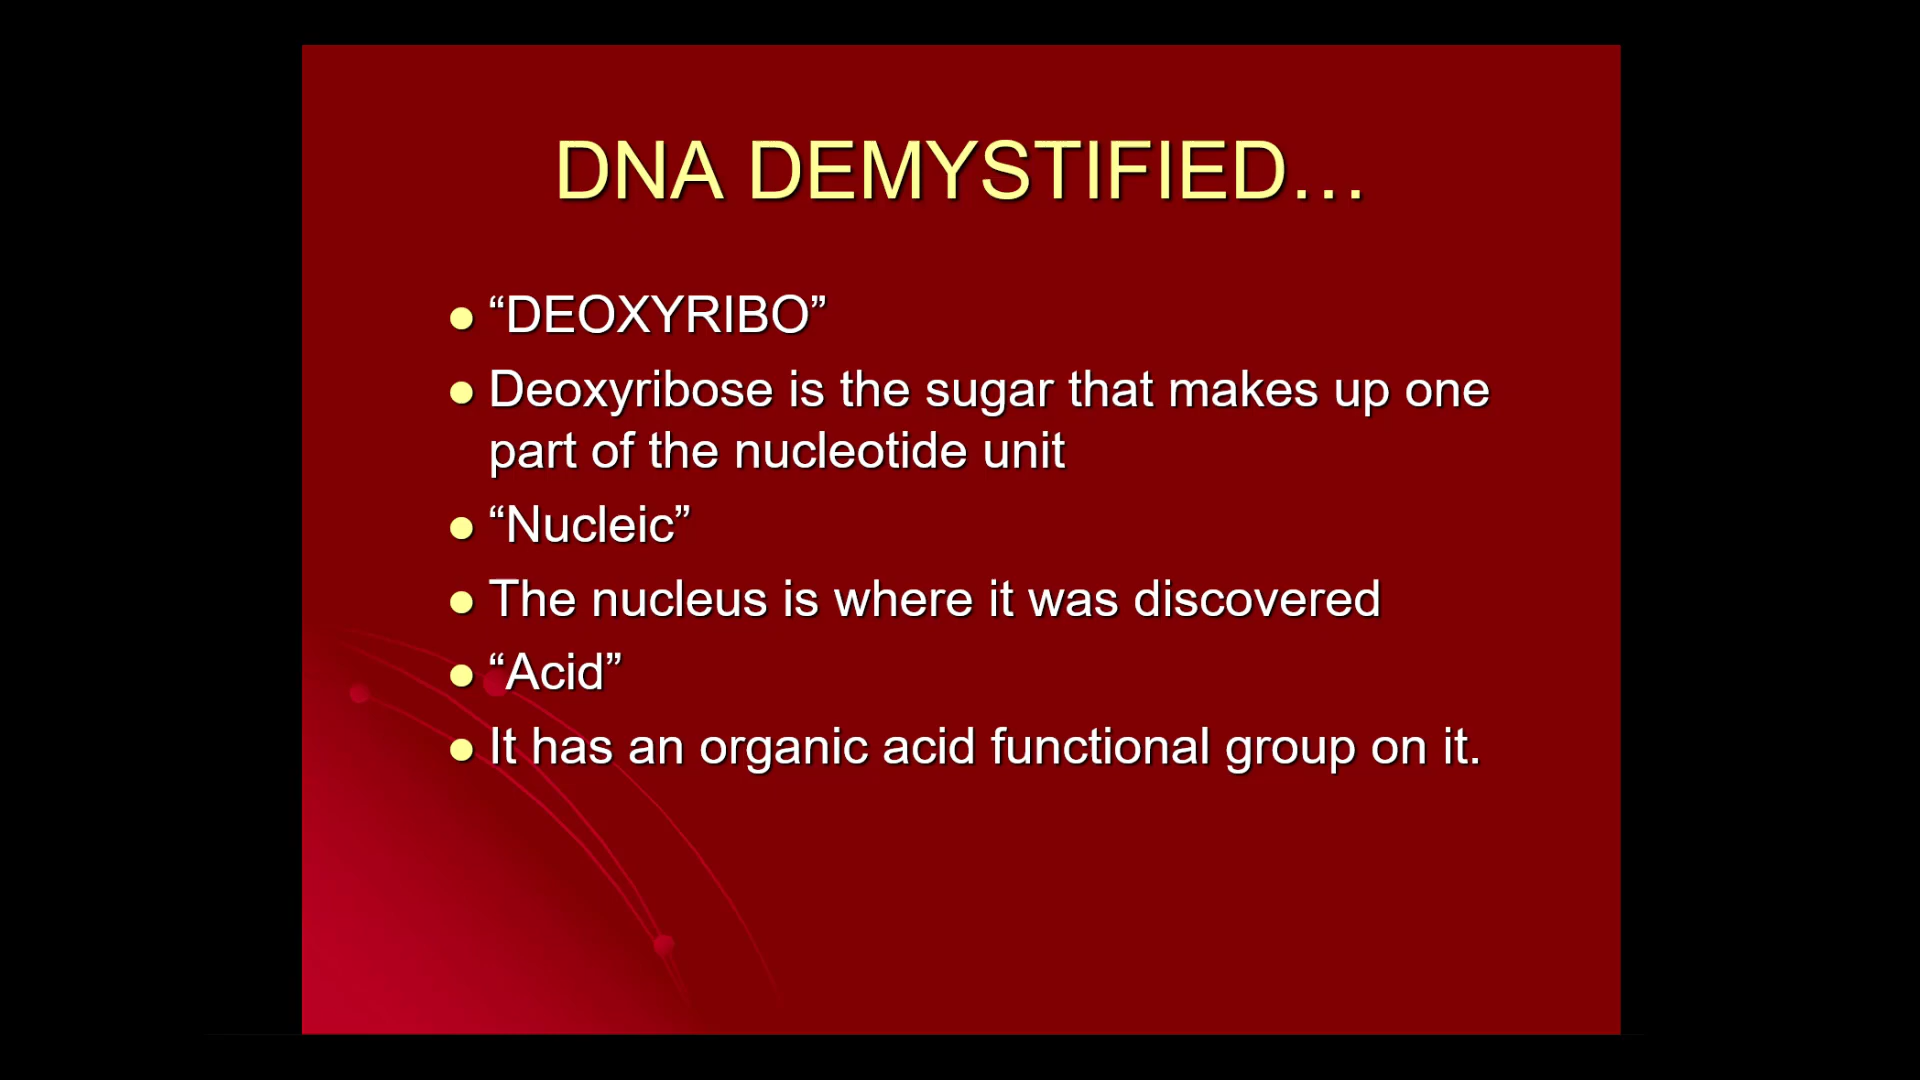 DNA DEMYSTIFIED…
● “DEOXYRIBO”
● Deoxyribose is the sugar that makes up one
part of the nucleotide unit
● “Nucleic”
● The nucleus is where it was discovered
● “Acid”
● It has an organic acid functional group on it.